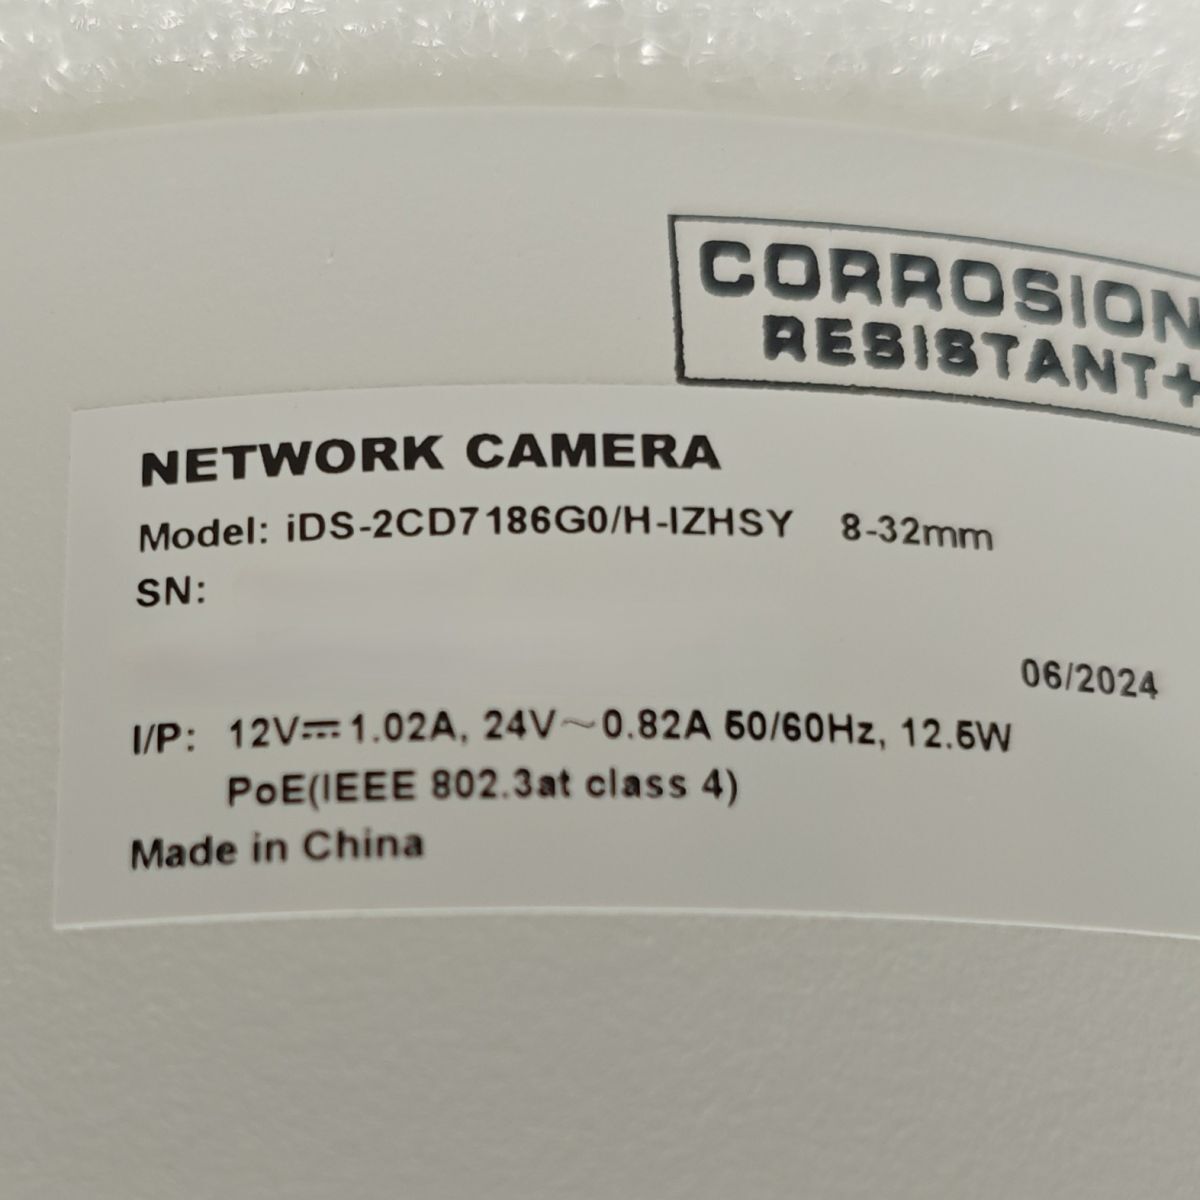 CORROSION
RESISTANT+
NETWORK CAMERA
Model: iDS-2CD7186G0/H-IZHSY 8-32mm
SN:
06/2024
I/P: 12V⎓1.02A, 24V~0.82A 50/60Hz, 12.5W
PoE(IEEE 802.3at class 4)
Made in China